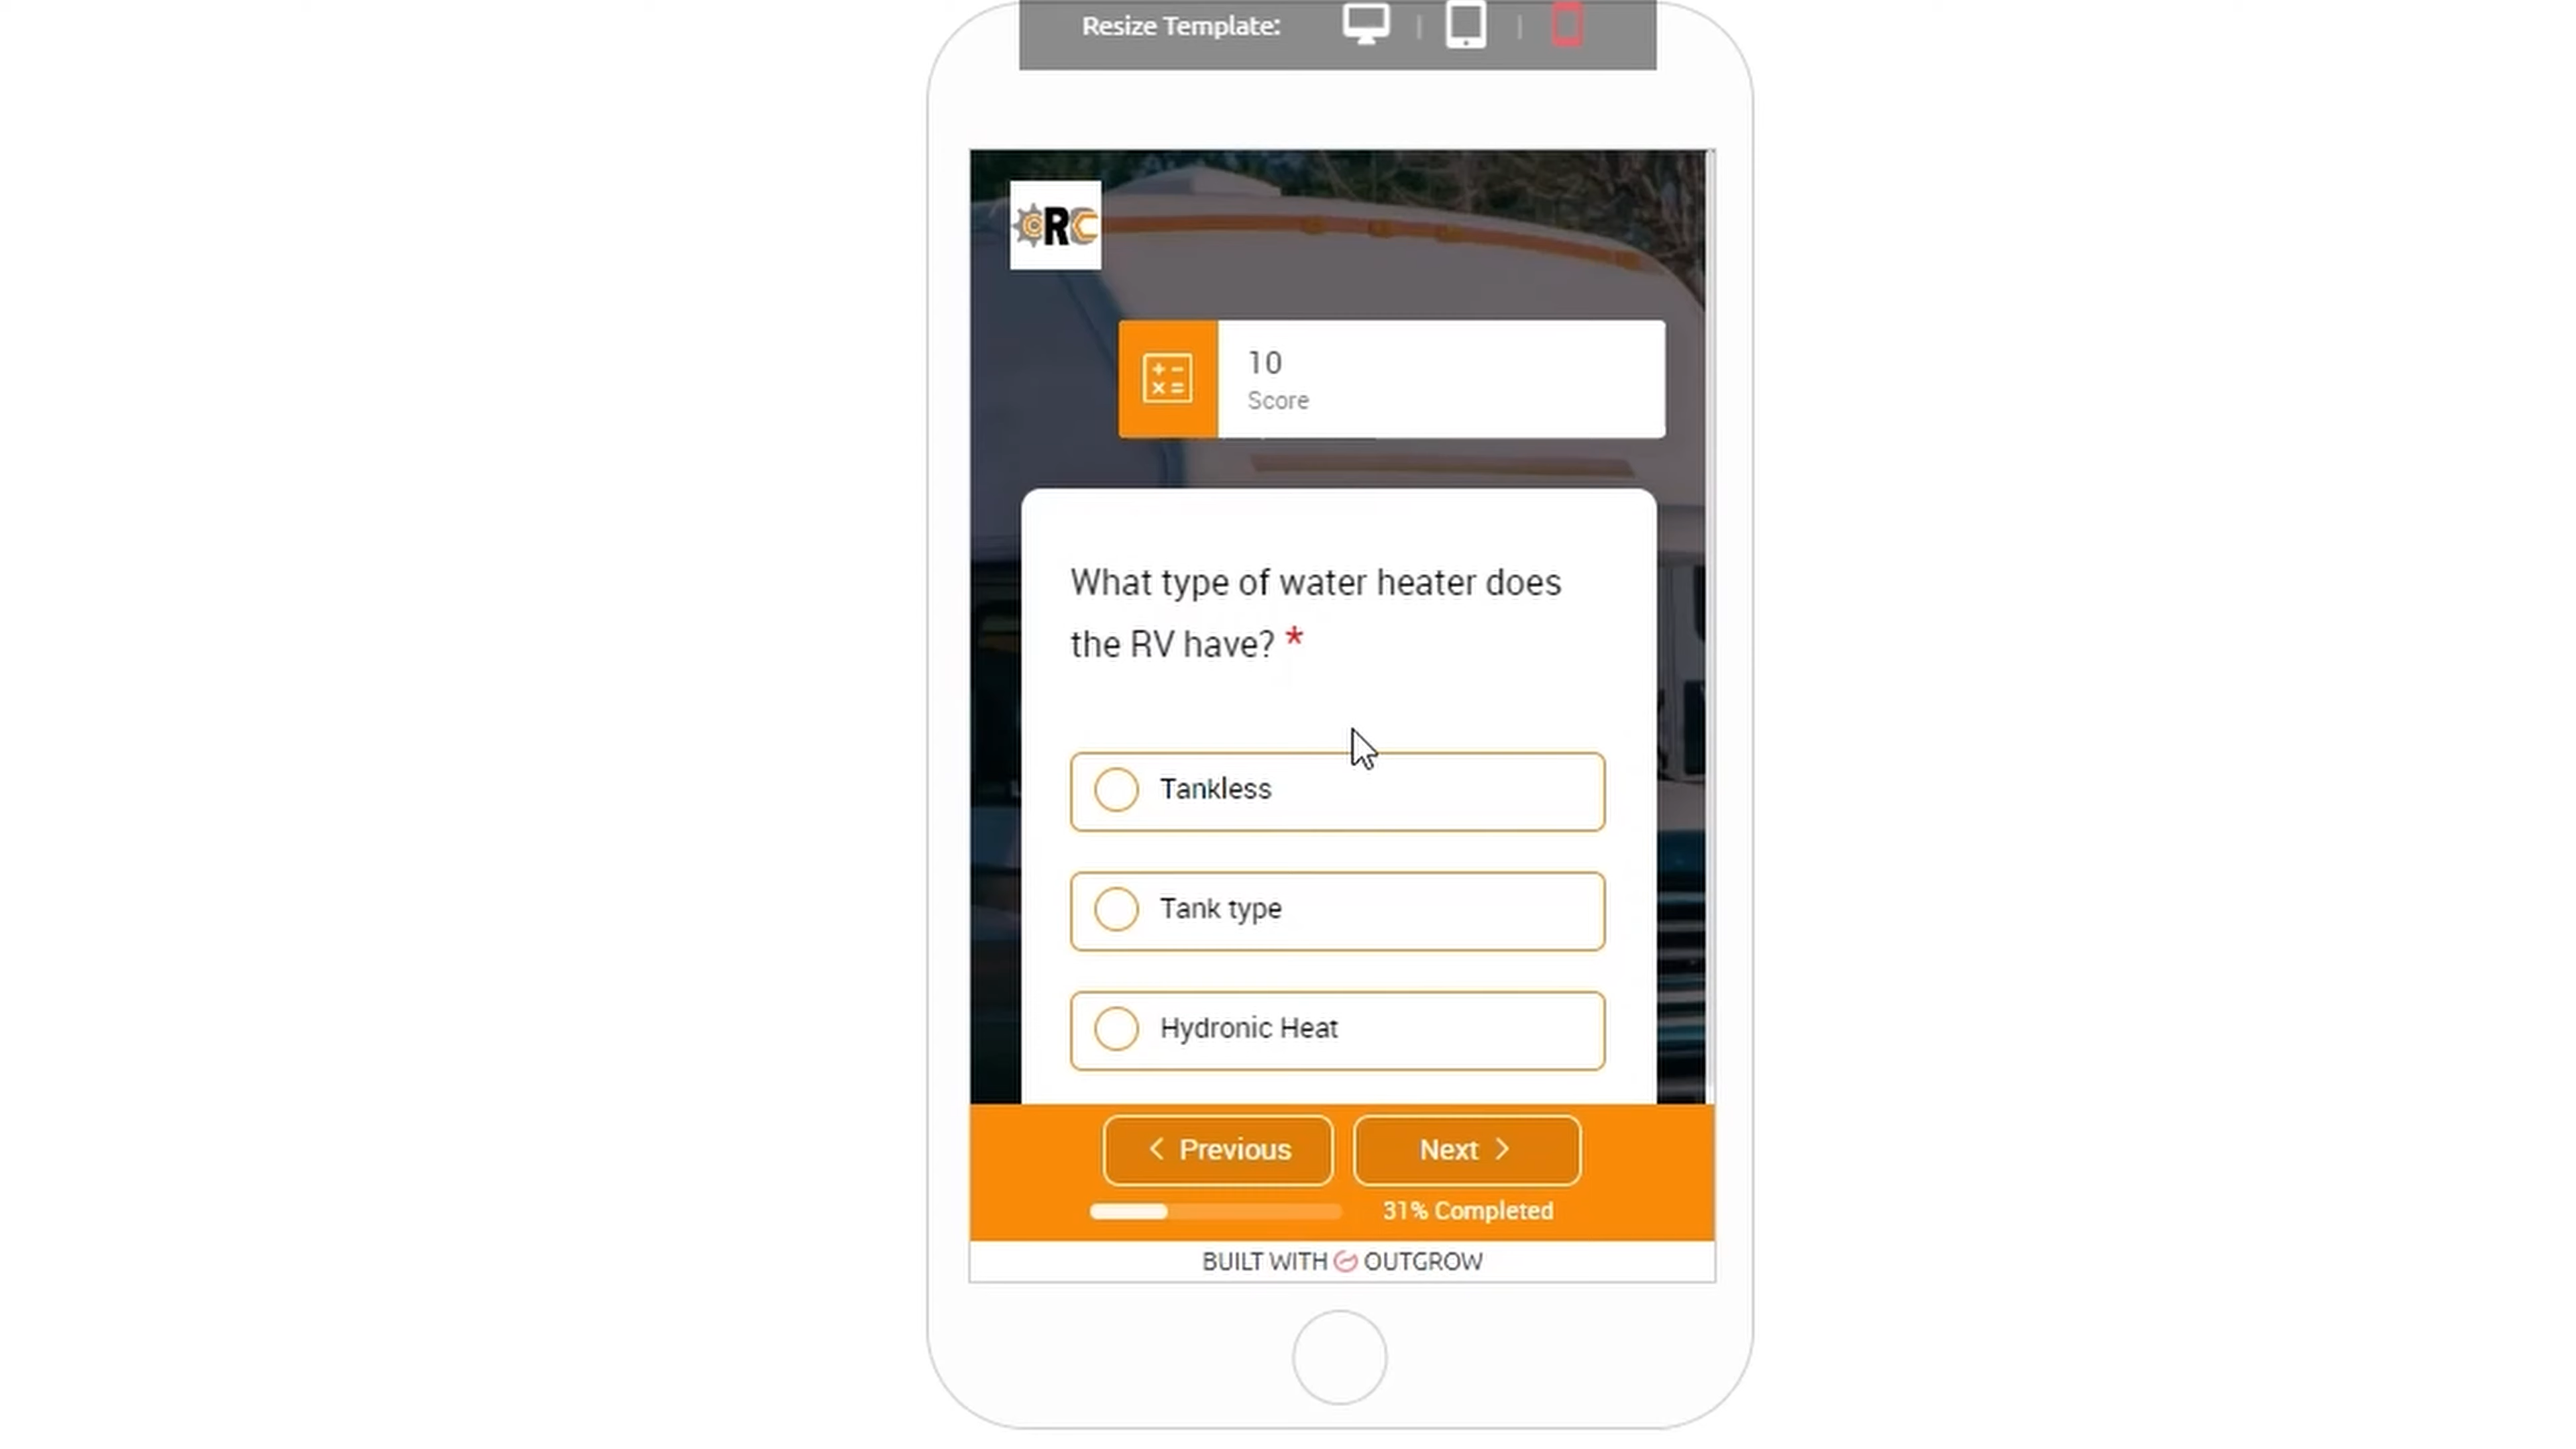 Resize Template:
RC
10
Score
What type of water heater does
the RV have? *
Tankless
Tank type
Hydronic Heat
Previous
Next
31% Completed
BUILT WITH OUTGROW